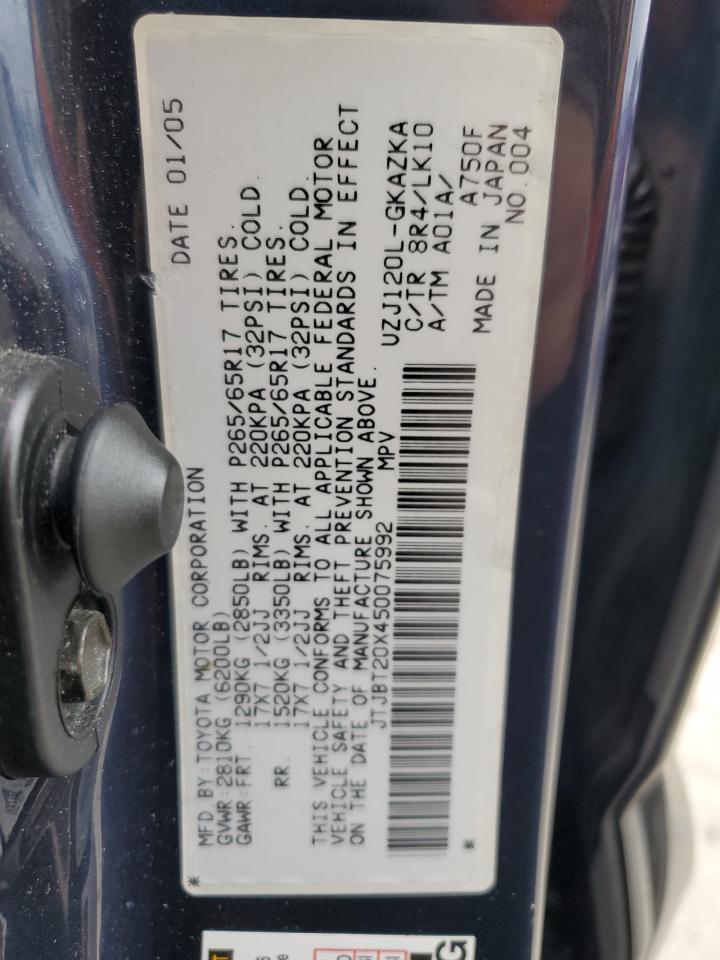 MFD.BY:TOYOTA MOTOR CORPORATION DATE 01/05
GVWR:2810KG (6200LB)
GAWR:FRT. 1290KG (2850LB) WITH P265/65R17 TIRES.
17X7 1/2JJ RIMS. AT 220KPA (32PSI) COLD.
RR. 1520KG (3350LB) WITH P265/65R17 TIRES.
17X7 1/2JJ RIMS. AT 220KPA (32PSI) COLD.
THIS VEHICLE CONFORMS TO ALL APPLICABLE FEDERAL MOTOR
VEHICLE SAFETY AND THEFT PREVENTION STANDARDS IN EFFECT
ON THE DATE OF MANUFACTURE SHOWN ABOVE.
JTJBT20X450075992 MPV
UZJ120L-GKAZKA
C/TR 8R4/LK10
A/TM A01A/ A750F
MADE IN JAPAN
NO.004